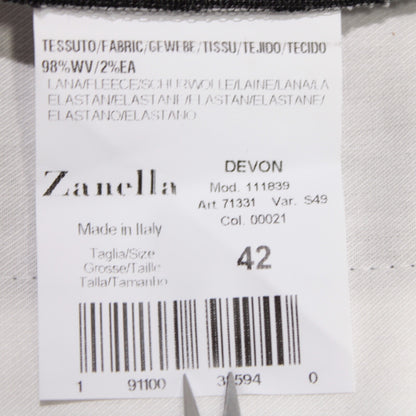 TESSUTO/FABRIC/GEWEBE/TISSU/TEJIDO/TECIDO
98%WV/2%EA
LANA/FLEECE/SCHURWOLLE/LAINE/LANA/LA
ELASTAN/ELASTANE/ELASTAN/ELASTANE/
ELASTANO/ELASTANO
Zanella
DEVON
Mod. 111839
Art. 71331 Var. S49
Col. 00021
Made in Italy
Taglia/Size
Grosse/Taille
Talla/Tamanho
42
1 91100 594 0